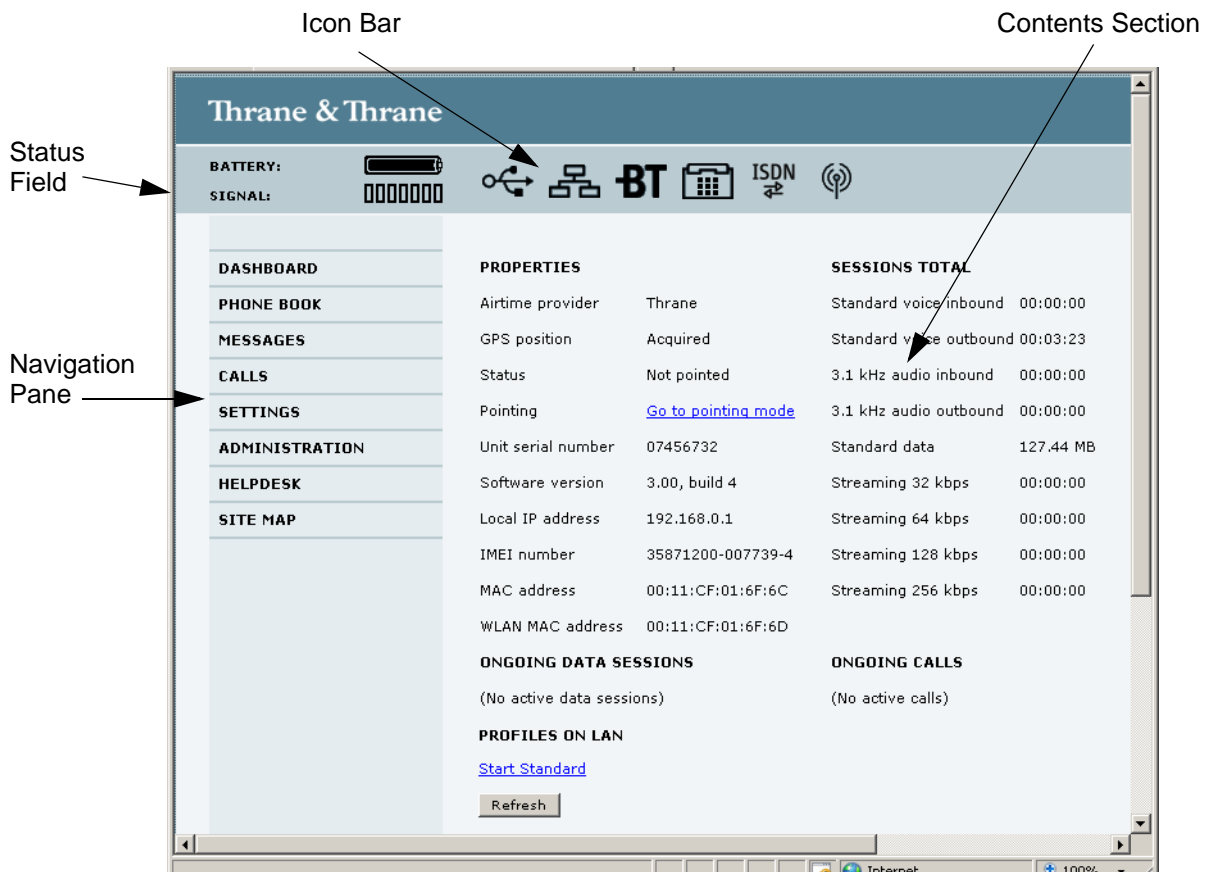 Icon Bar
Contents Section
Thrane & Thrane
Status
Field
BATTERY:
SIGNAL:
BT
ISDN
Navigation
Pane
DASHBOARD
PHONE BOOK
MESSAGES
CALLS
SETTINGS
ADMINISTRATION
HELPDESK
SITE MAP
PROPERTIES
Airtime provider Thrane
GPS position Acquired
Status Not pointed
Pointing Go to pointing mode
Unit serial number 07456732
Software version 3.00, build 4
Local IP address 192.168.0.1
IMEI number 35871200-007739-4
MAC address 00:11:CF:01:6F:6C
WLAN MAC address 00:11:CF:01:6F:6D
SESSIONS TOTAL
Standard voice inbound 00:00:00
Standard voice outbound 00:03:23
3.1 kHz audio inbound 00:00:00
3.1 kHz audio outbound 00:00:00
Standard data 127.44 MB
Streaming 32 kbps 00:00:00
Streaming 64 kbps 00:00:00
Streaming 128 kbps 00:00:00
Streaming 256 kbps 00:00:00
ONGOING DATA SESSIONS
(No active data sessions)
ONGOING CALLS
(No active calls)
PROFILES ON LAN
Start Standard
Refresh
Internet
100%